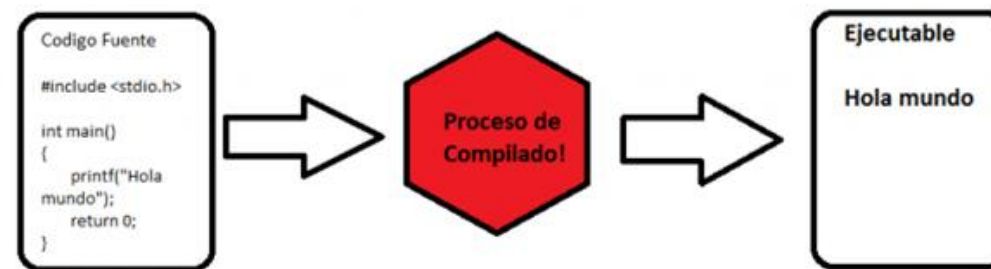 Codigo Fuente
#include <stdio.h>
int main()
{
printf("Hola
mundo");
return 0;
}
Proceso de
Compilado!
Ejecutable
Hola mundo